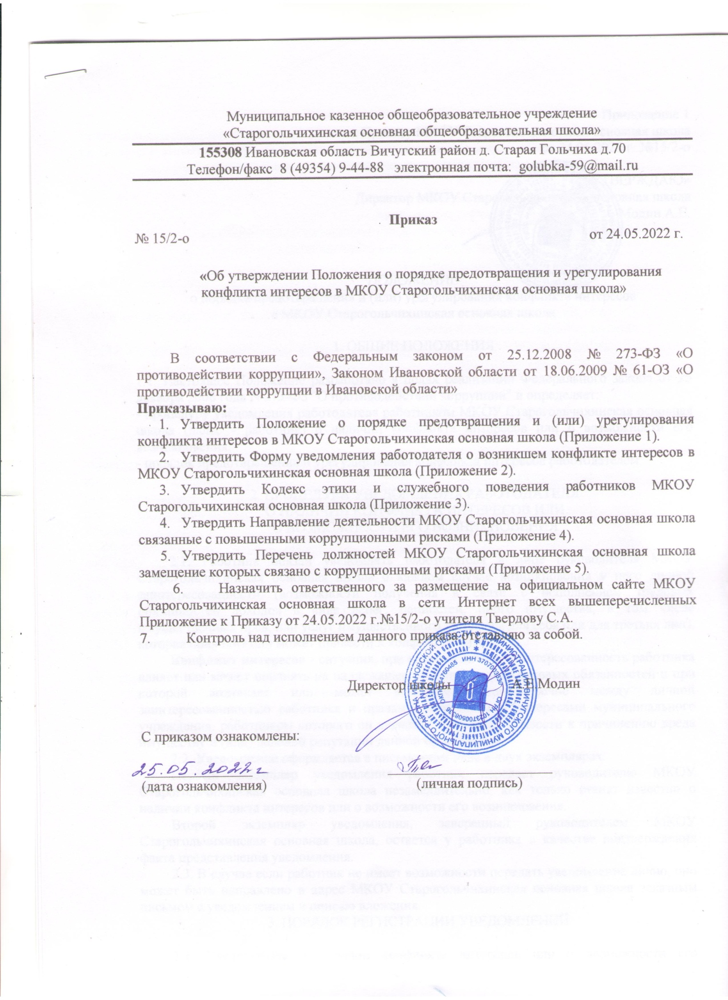 Муниципальное казенное общеобразовательное учреждение
«Старогольчихинская основная общеобразовательная школа»
155308 Ивановская область Вичугский район д. Старая Гольчиха д.70
Телефон/факс 8 (49354) 9-44-88 электронная почта: golubka-59@mail.ru
Приказ
№ 15/2-о от 24.05.2022 г.
«Об утверждении Положения о порядке предотвращения и урегулирования
конфликта интересов в МКОУ Старогольчихинская основная школа»
В соответствии с Федеральным законом от 25.12.2008 № 273-ФЗ «О
противодействии коррупции», Законом Ивановской области от 18.06.2009 № 61-ОЗ «О
противодействии коррупции в Ивановской области»
Приказываю:
1. Утвердить Положение о порядке предотвращения и (или) урегулирования
конфликта интересов в МКОУ Старогольчихинская основная школа (Приложение 1).
2. Утвердить Форму уведомления работодателя о возникшем конфликте интересов в
МКОУ Старогольчихинская основная школа (Приложение 2).
3. Утвердить Кодекс этики и служебного поведения работников МКОУ
Старогольчихинская основная школа (Приложение 3).
4. Утвердить Направление деятельности МКОУ Старогольчихинская основная школа
связанные с повышенными коррупционными рисками (Приложение 4).
5. Утвердить Перечень должностей МКОУ Старогольчихинская основная школа
замещение которых связано с коррупционными рисками (Приложение 5).
6. Назначить ответственного за размещение на официальном сайте МКОУ
Старогольчихинская основная школа в сети Интернет всех вышеперечисленных
Приложение к Приказу от 24.05.2022 г.№15/2-о учителя Твердову С.А.
7. Контроль над исполнением данного приказа отставляю за собой.
Директор школы А.Е.Модин
С приказом ознакомлены:
25.05.2022г
(дата ознакомления) (личная подпись)